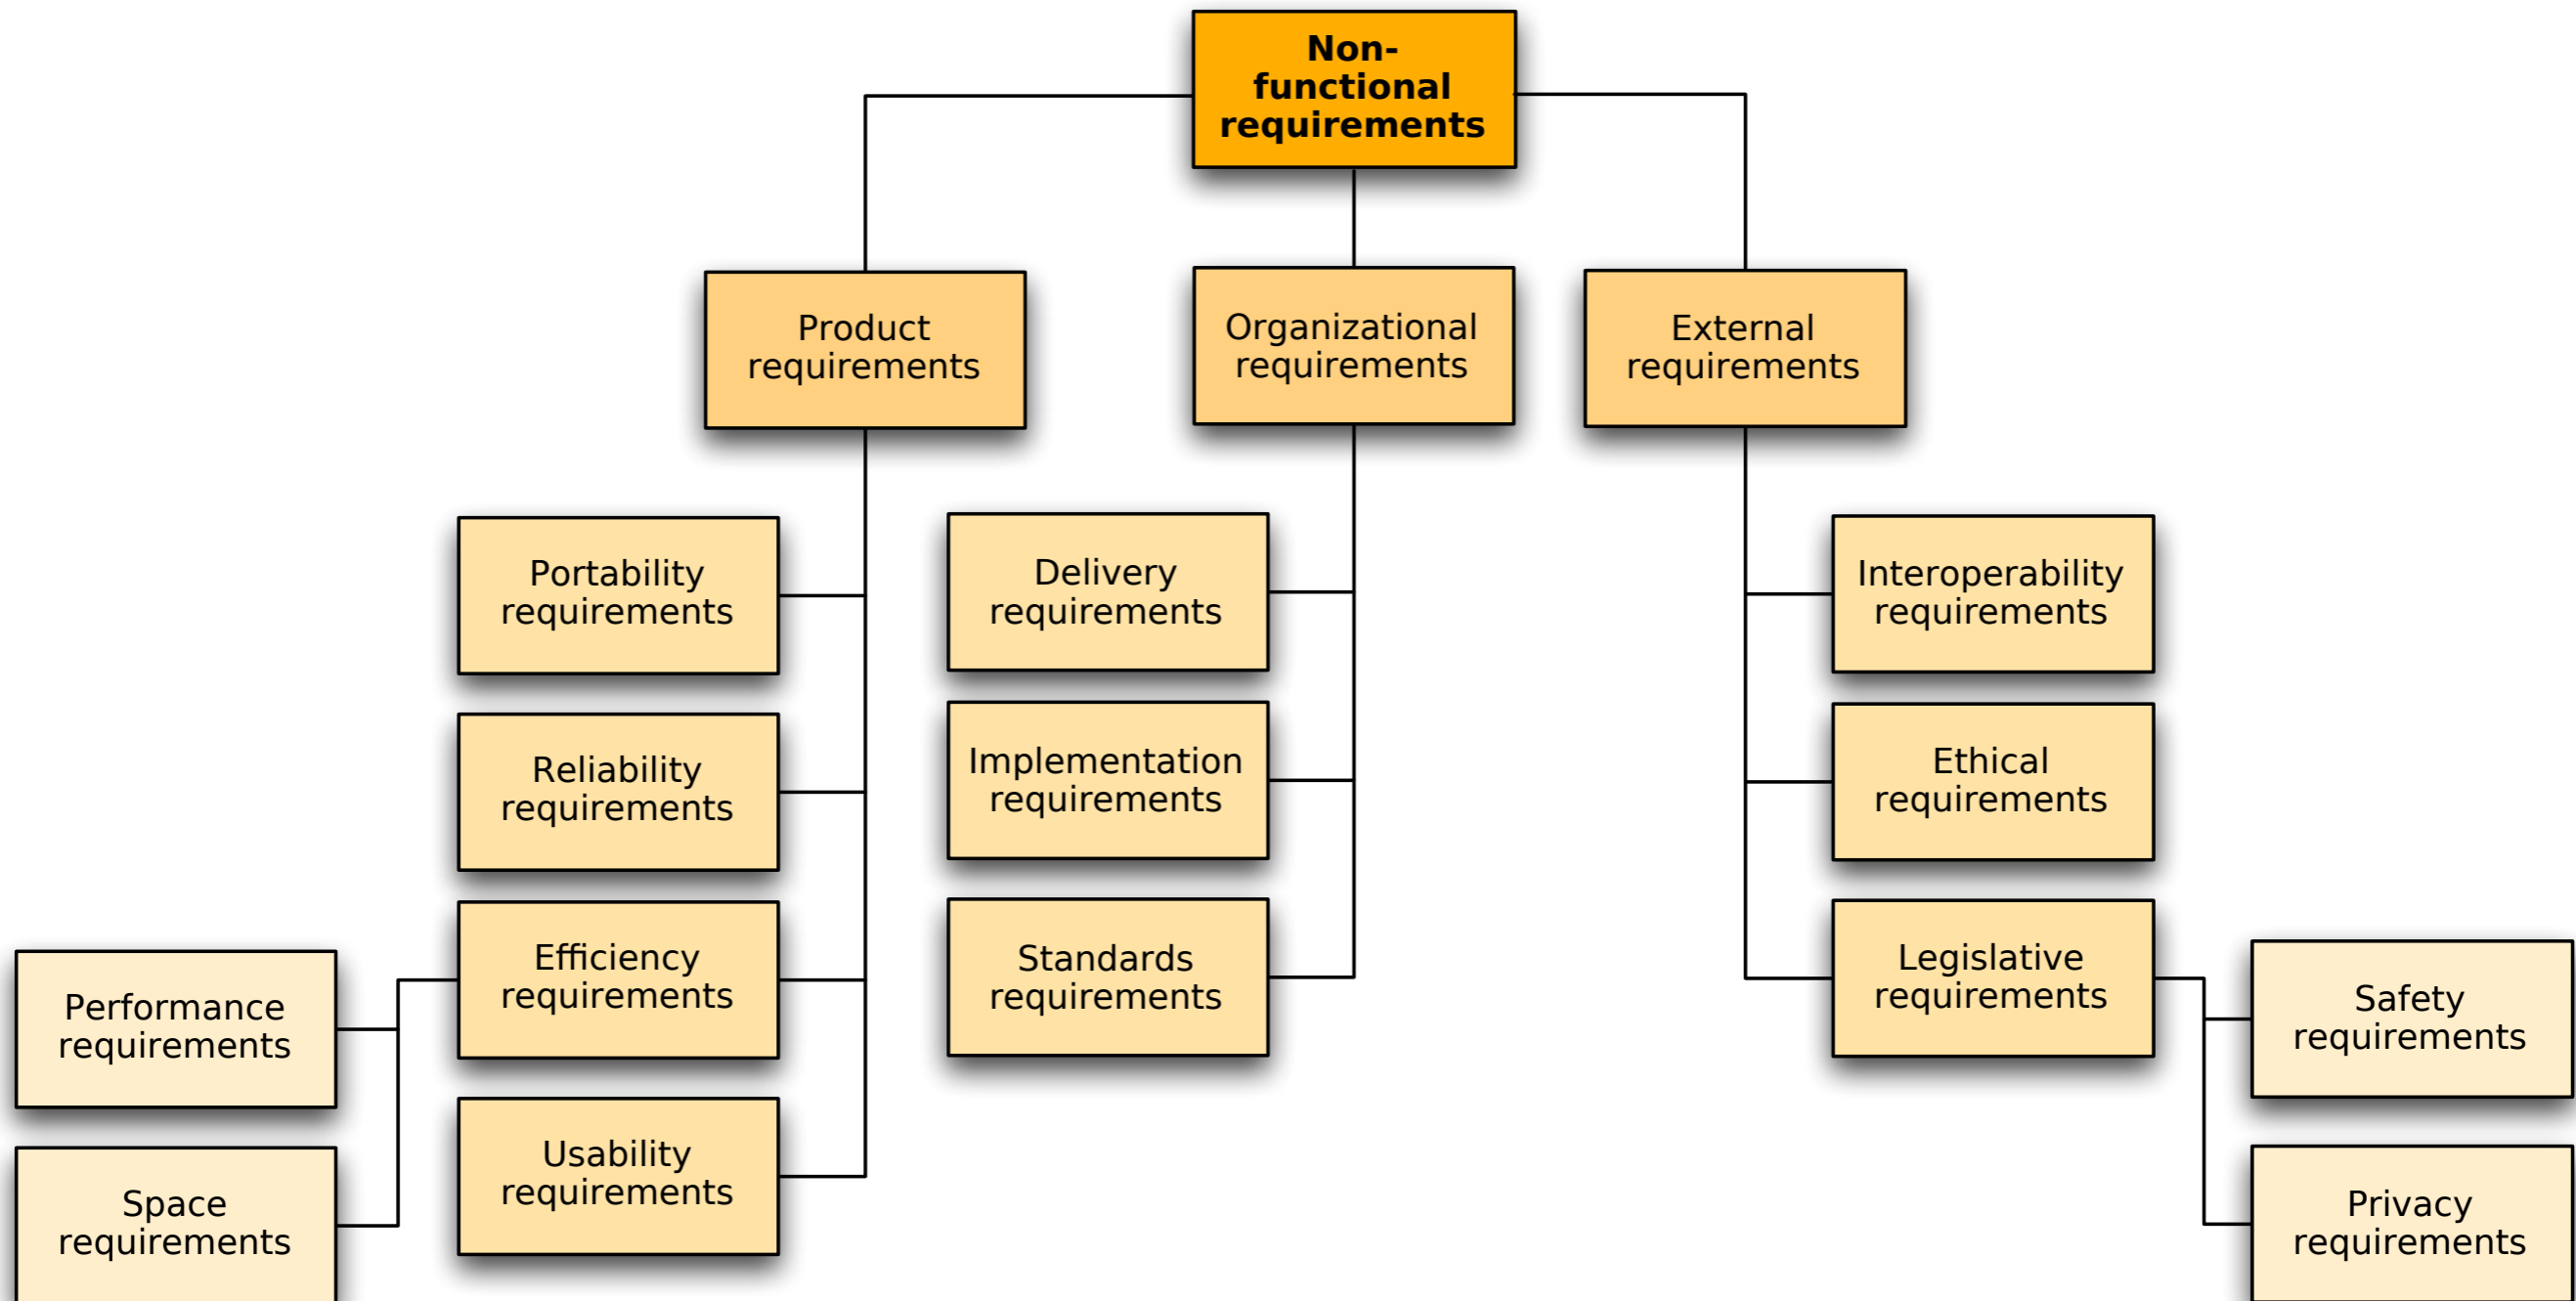 Non-
functional
requirements
Product
requirements
Organizational
requirements
External
requirements
Portability
requirements
Delivery
requirements
Interoperability
requirements
Reliability
requirements
Implementation
requirements
Ethical
requirements
Performance
requirements
Efficiency
requirements
Standards
requirements
Legislative
requirements
Safety
requirements
Space
requirements
Usability
requirements
Privacy
requirements